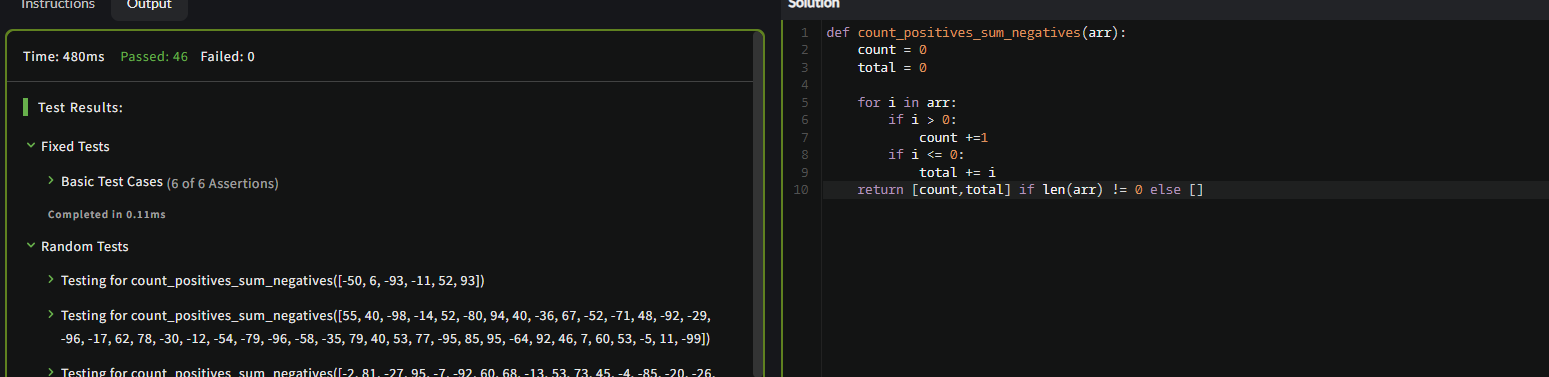 Instructions
Output
Time: 480ms Passed: 46 Failed: 0
Test Results:
Fixed Tests
Basic Test Cases (6 of 6 Assertions)
Completed in 0.11ms
Random Tests
Testing for count_positives_sum_negatives([-50, 6, -93, -11, 52, 93])
Testing for count_positives_sum_negatives([55, 40, -98, -14, 52, -80, 94, 40, -36, 67, -52, -71, 48, -92, -29,
-96, -17, 62, 78, -30, -12, -54, -79, -96, -58, -35, 79, 40, 53, 77, -95, 85, 95, -64, 92, 46, 7, 60, 53, -5, 11, -99])
Testing for count_positives_sum_negatives([-2, 81, -27, 95, -7, -92, 60, 68, -13, 53, 73, 45, -4, -85, -20, -26,
Solution
1 def count_positives_sum_negatives(arr):
2 count = 0
3 total = 0
4
5 for i in arr:
6 if i > 0:
7 count +=1
8 if i <= 0:
9 total += i
10 return [count,total] if len(arr) != 0 else []